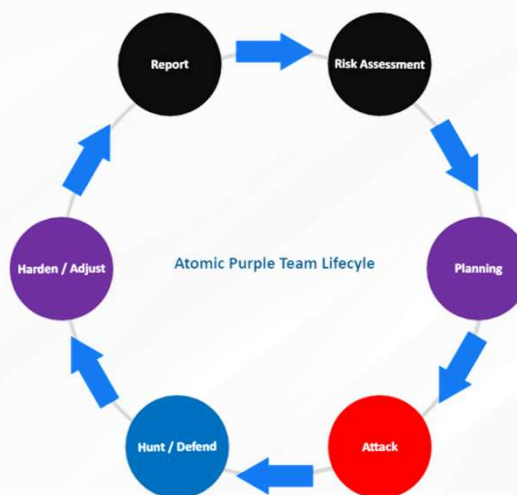 Report
Risk Assessment
Harden / Adjust
Atomic Purple Team Lifecyle
Planning
Hunt / Defend
Attack